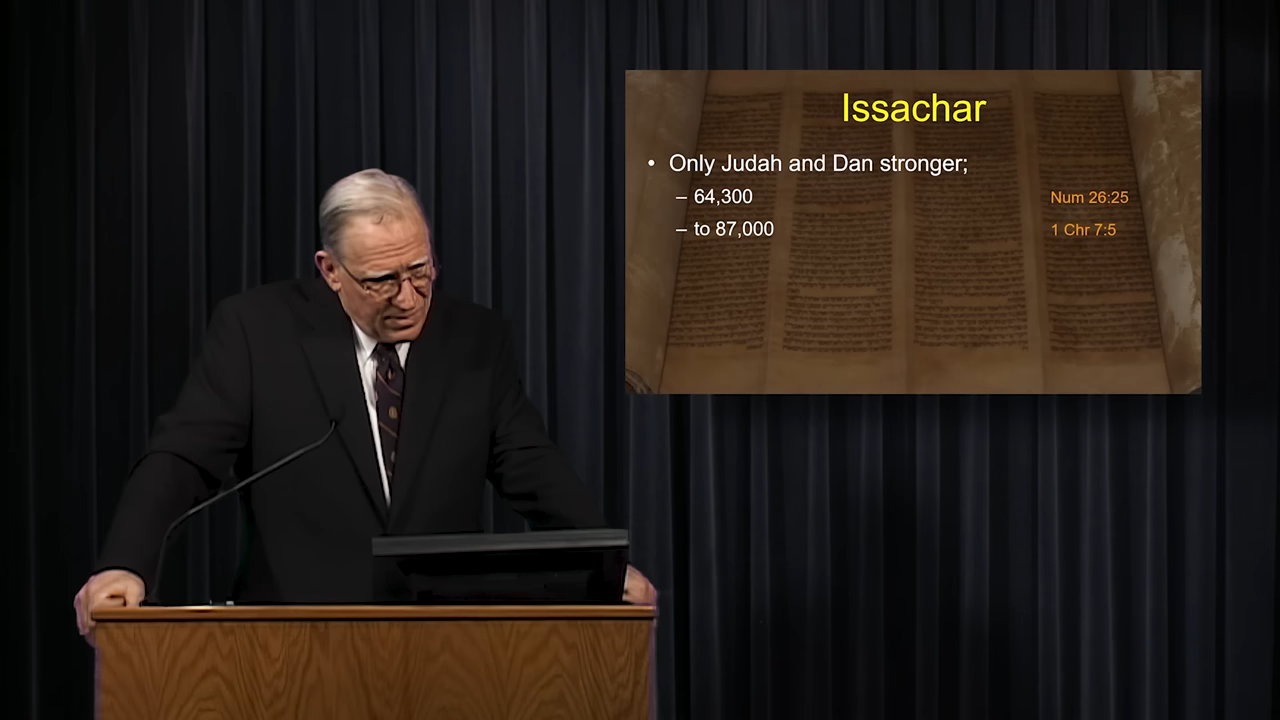 Issachar
• Only Judah and Dan stronger;
– 64,300 Num 26:25
– to 87,000 1 Chr 7:5